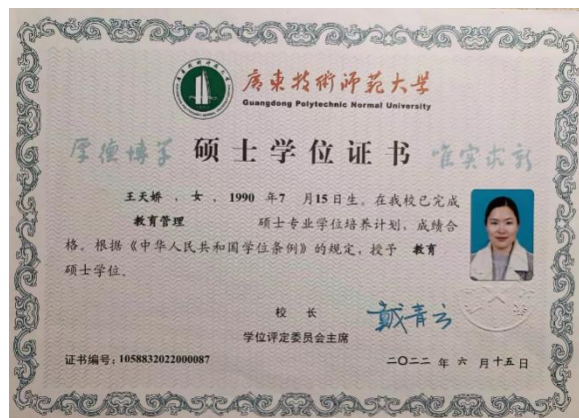 廣東技術師範大學
Guangdong Polytechnic Normal University
厚德博学 硕士学位证书 唯实求新
王天娇 ，女 ，1990 年7 月15日生。在我校已完成
教育管理 硕士专业学位培养计划，成绩合
格。根据《中华人民共和国学位条例》的规定，授予 教育
硕士学位。
校 长 戴青云
学位评定委员会主席
证书编号：1058832022000087 二〇二二 年 六 月十五日